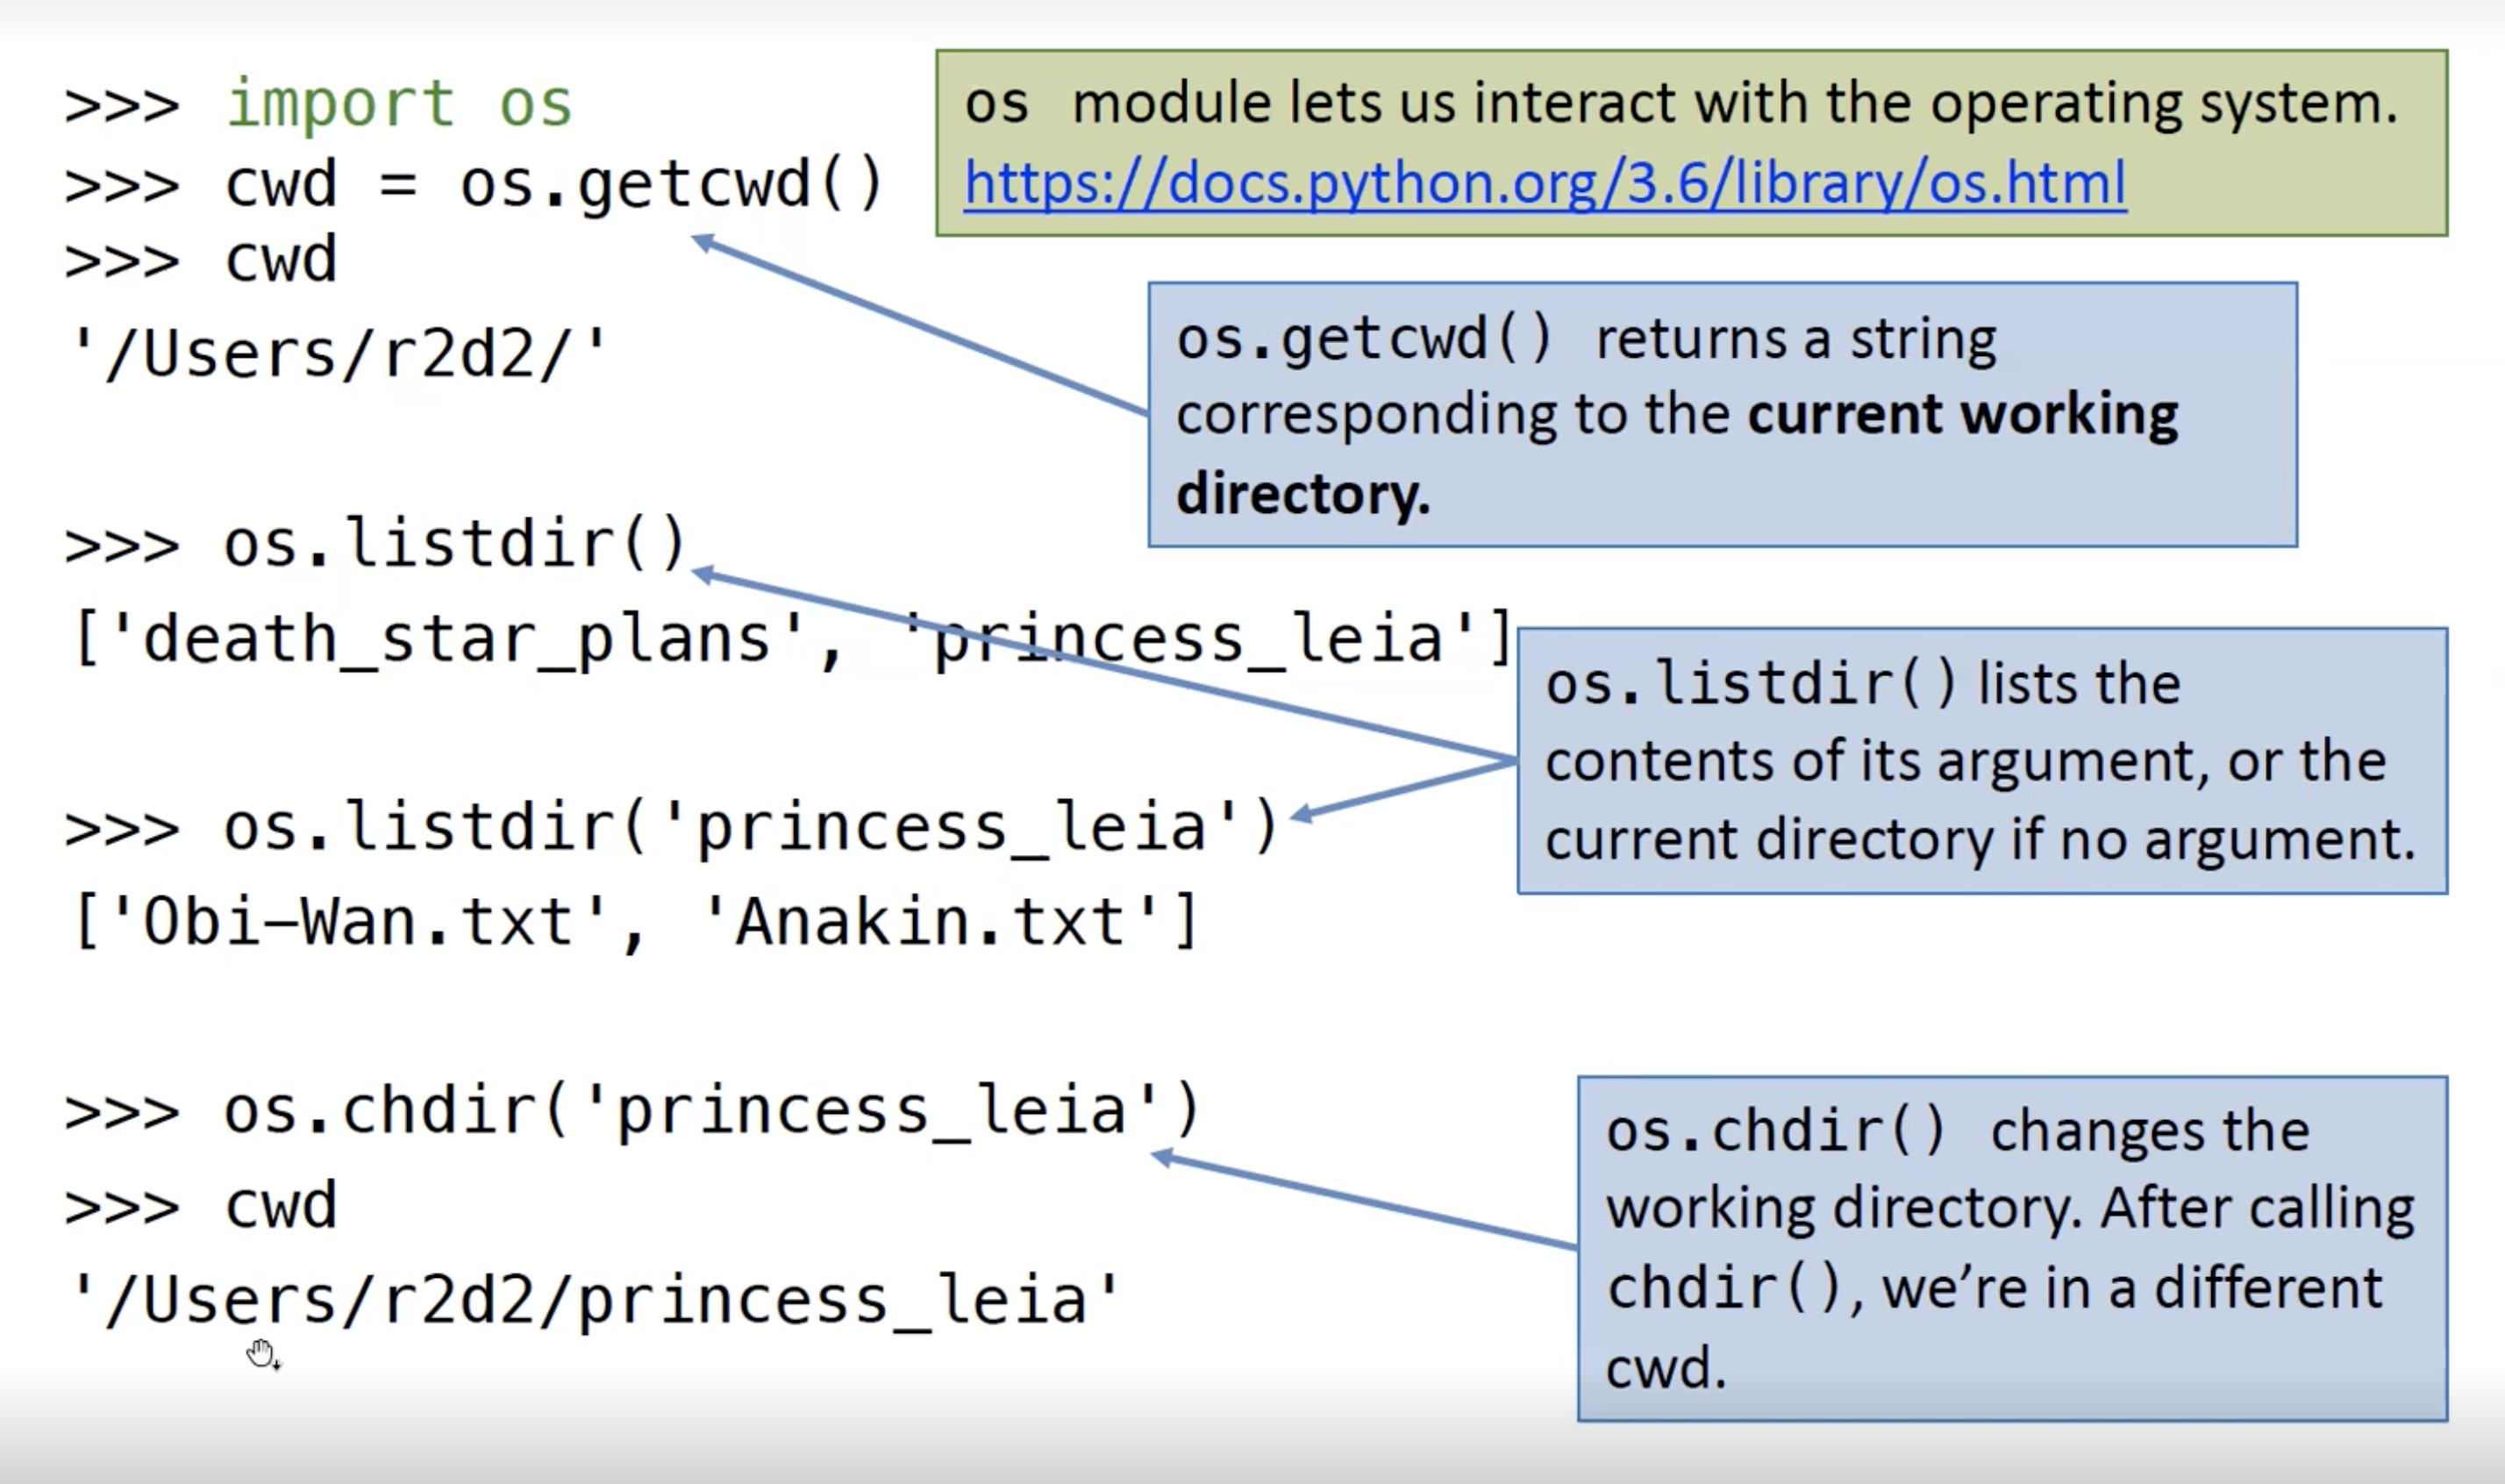 >>> import os
os module lets us interact with the operating system.
>>> cwd = os.getcwd()
https://docs.python.org/3.6/library/os.html
>>> cwd
'/Users/r2d2/'
os.getcwd() returns a string
corresponding to the current working
directory.
>>> os.listdir()
['death_star_plans', 'princess_leia']
os.listdir() lists the
contents of its argument, or the
current directory if no argument.
>>> os.listdir('princess_leia')
['Obi–Wan.txt', 'Anakin.txt']
>>> os.chdir('princess_leia')
>>> cwd
'/Users/r2d2/princess_leia'
os.chdir() changes the
working directory. After calling
chdir(), we’re in a different
cwd.